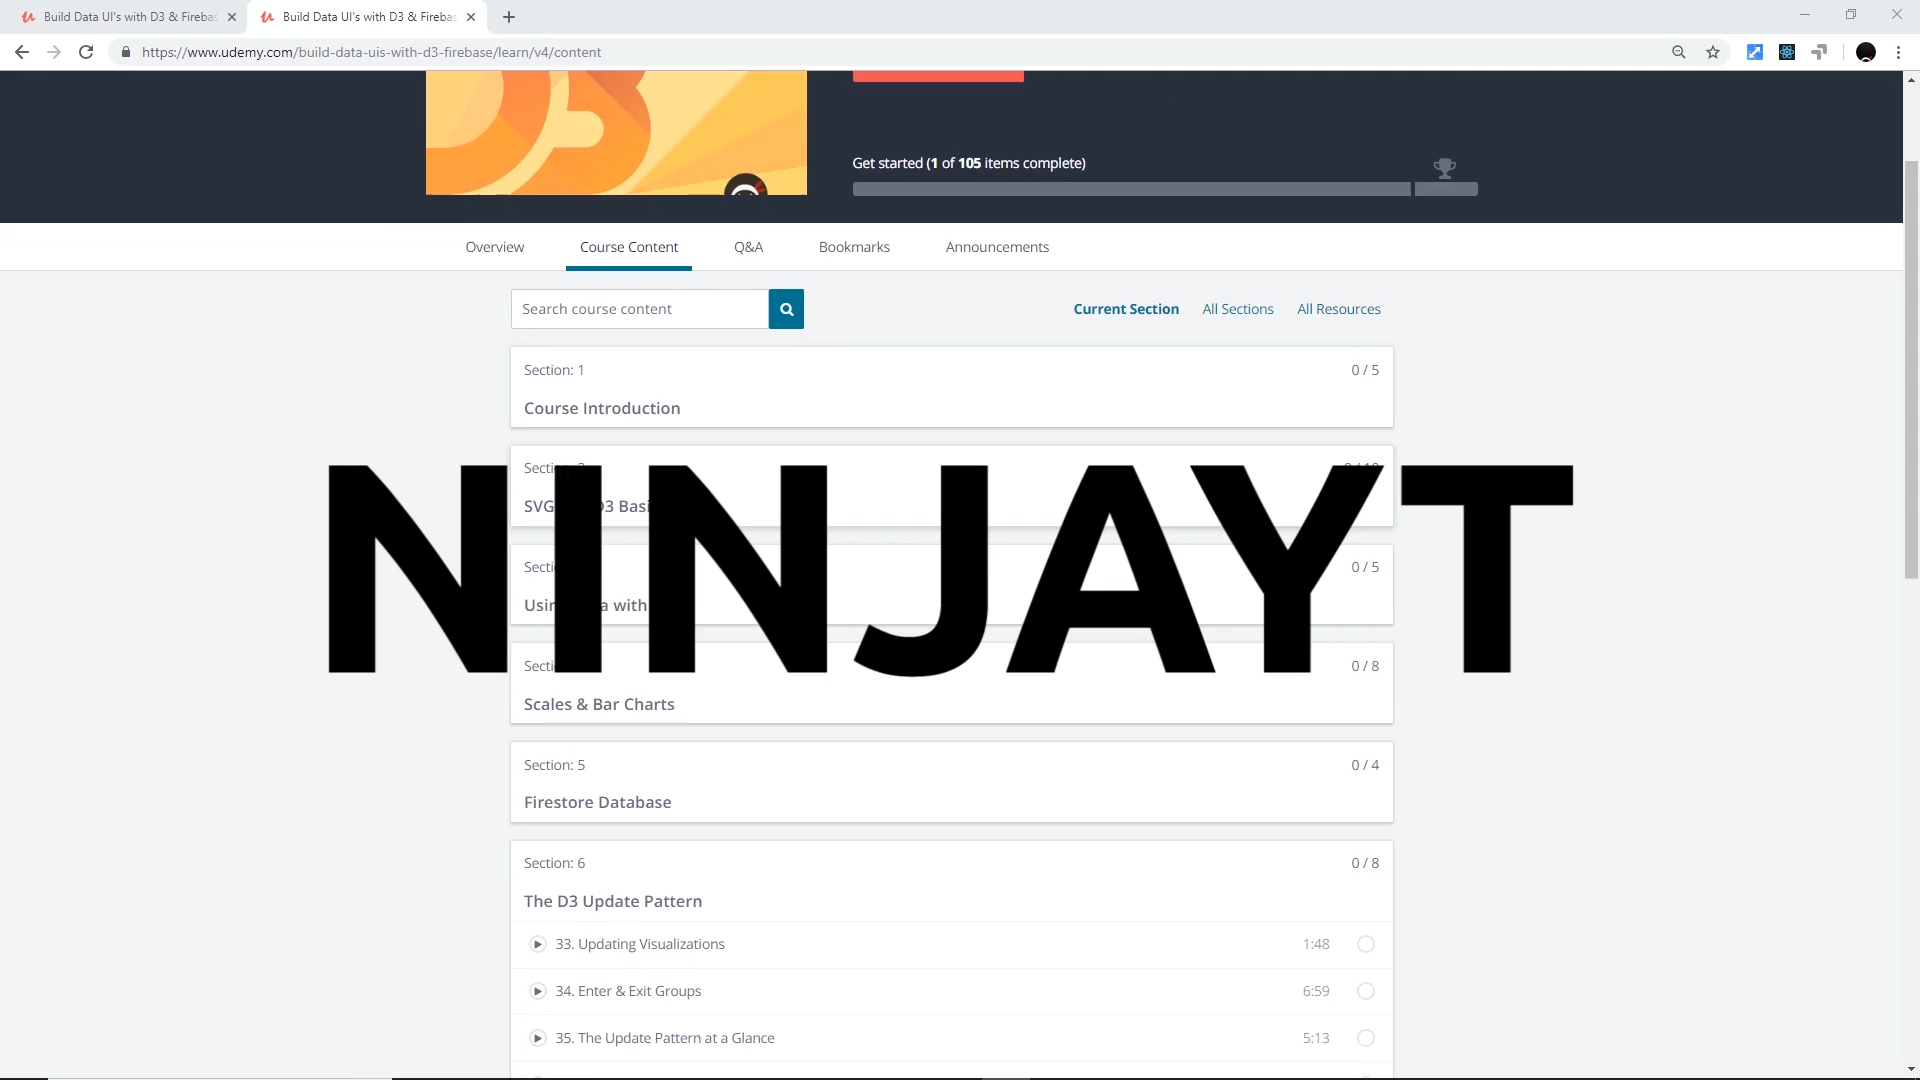 Build Data UI's with D3 & Firebas
Build Data UI's with D3 & Firebas
https://www.udemy.com/build-data-uis-with-d3-firebase/learn/v4/content
Get started (1 of 105 items complete)
Overview
Course Content
Q&A
Bookmarks
Announcements
Search course content
Current Section
All Sections
All Resources
Section: 1
0 / 5
Course Introduction
NINJAYT
SVG
D3
0 / 5
with
0 / 8
Scales & Bar Charts
Section: 5
0 / 4
Firestore Database
Section: 6
0 / 8
The D3 Update Pattern
33. Updating Visualizations
1:48
34. Enter & Exit Groups
6:59
35. The Update Pattern at a Glance
5:13